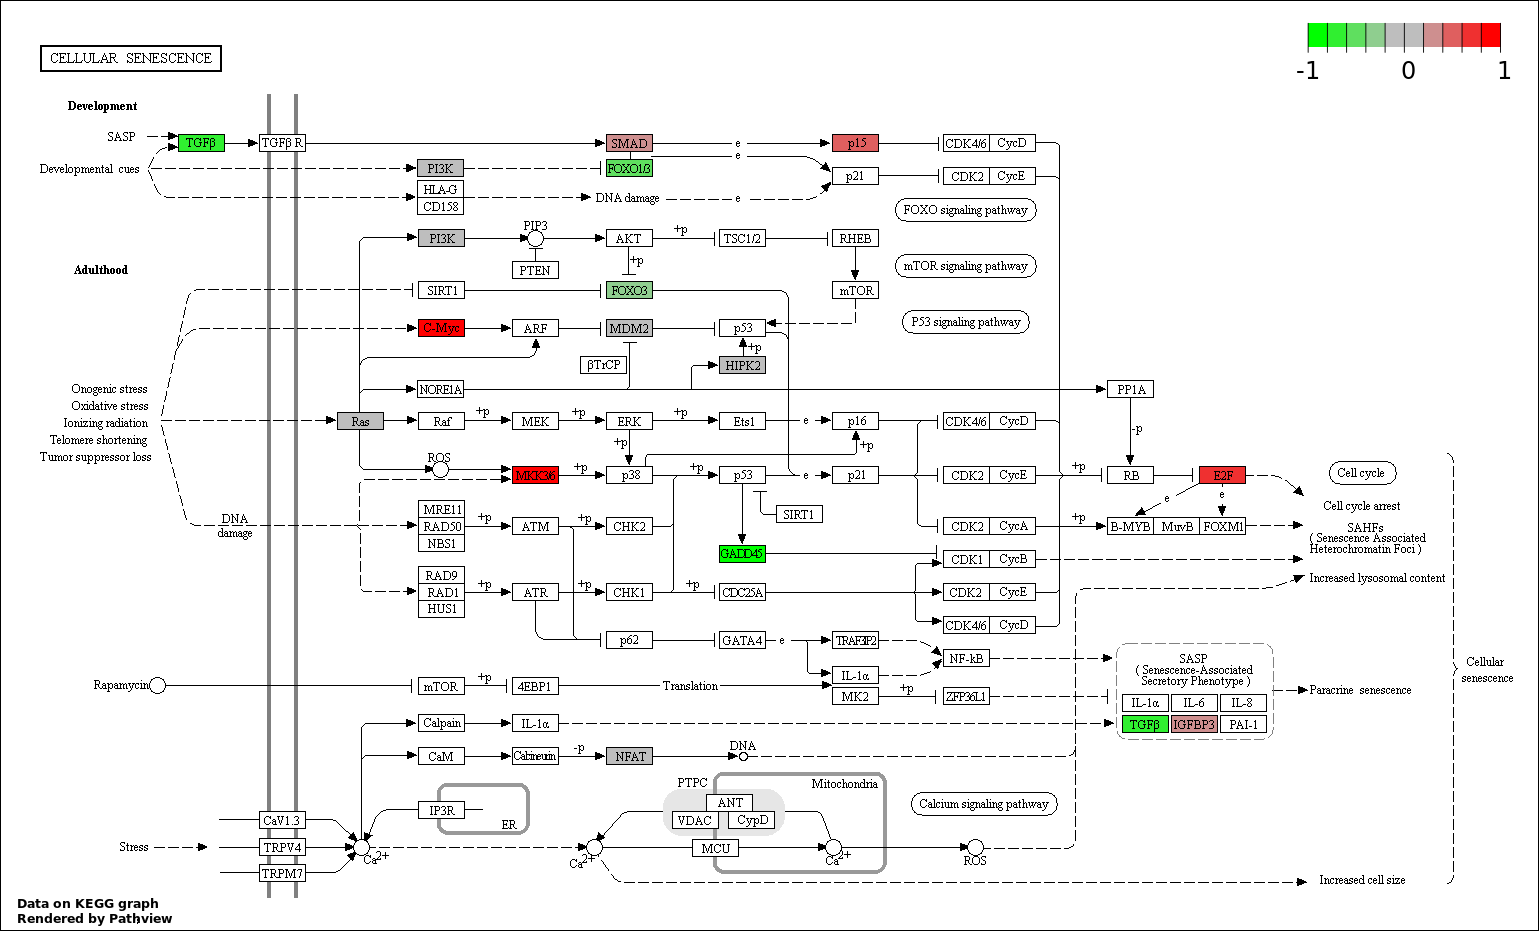 CELLULAR SENESCENCE
-1 0 1
Development
SASP
TGFβ
TGFβ R
SMAD
e
p15
CDK4/6
CycD
e
Developmental cues
PI3K
FOXO1/3
p21
CDK2
CycE
HLA-G
CD158
DNA damage
e
FOXO signaling pathway
PIP3
PI3K
AKT
+p
TSC1/2
RHEB
Adulthood
PTEN
+p
mTOR signaling pathway
SIRT1
FOXO3
mTOR
C-Myc
ARF
MDM2
p53
P53 signaling pathway
+p
βTrCP
HIPK2
Onogenic stress
Oxidative stress
Ionizing radiation
Telomere shortening
Tumor suppressor loss
NORE1A
PP1A
Ras
Raf
+p
MEK
+p
ERK
+p
Ets1
e
p16
CDK4/6
CycD
-p
+p
+p
ROS
MKK3/6
+p
p38
+p
p53
e
p21
CDK2
CycE
+p
RB
E2F
Cell cycle
e
e
Cell cycle arrest
DNA
damage
MRE11
RAD50
NBS1
+p
ATM
+p
CHK2
SIRT1
CDK2
CycA
+p
B-MYB
MuvB
FOXM1
SAHFs
( Senescence Associated
Heterochromatin Foci )
GADD45
CDK1
CycB
RAD9
RAD1
HUS1
+p
ATR
+p
CHK1
+p
CDC25A
CDK2
CycE
Increased lysosomal content
CDK4/6
CycD
p62
GATA4
e
TRAF3IP2
NF-kB
IL-1α
SASP
( Senescence-Associated
Secretory Phenotype )
Cellular
senescence
Rapamycin
mTOR
+p
4EBP1
Translation
MK2
+p
ZFP36L1
IL-1α
IL-6
IL-8
Paracrine senescence
Calpain
IL-1α
TGFβ
IGFBP3
PAI-1
CaM
Calcineurin
-p
NFAT
DNA
PTPC
Mitochondria
ANT
VDAC
CypD
Calcium signaling pathway
IP3R
ER
CaV1.3
Stress
TRPV4
Ca2+
Ca2+
MCU
Ca2+
ROS
TRPM7
Increased cell size
Data on KEGG graph
Rendered by Pathview